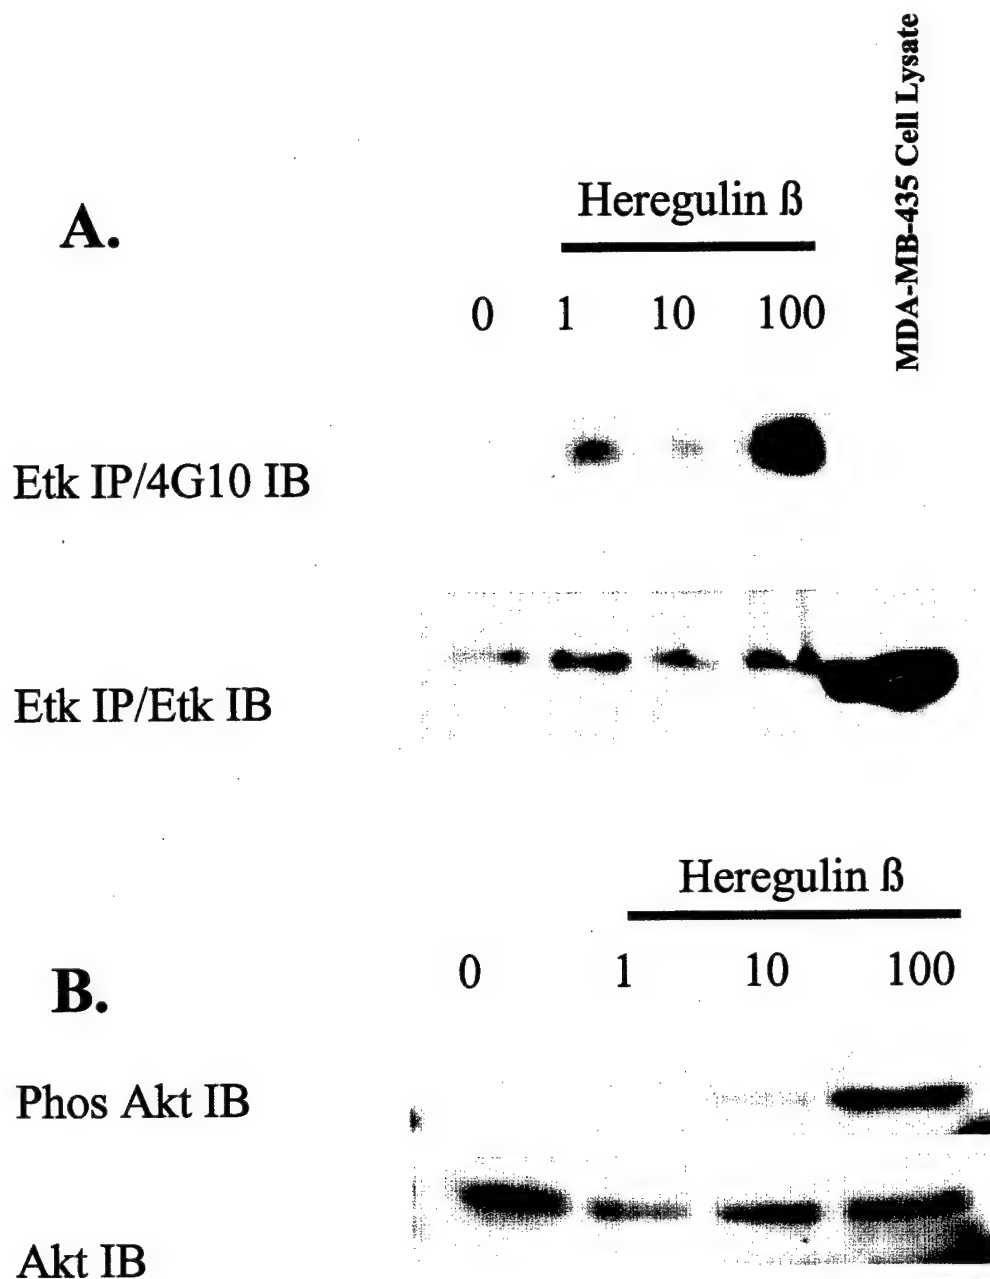 MDA-MB-435 Cell Lysate
A.
Heregulin ß
0 1 10 100
Etk IP/4G10 IB
Etk IP/Etk IB
Heregulin ß
B.
0 1 10 100
Phos Akt IB
Akt IB